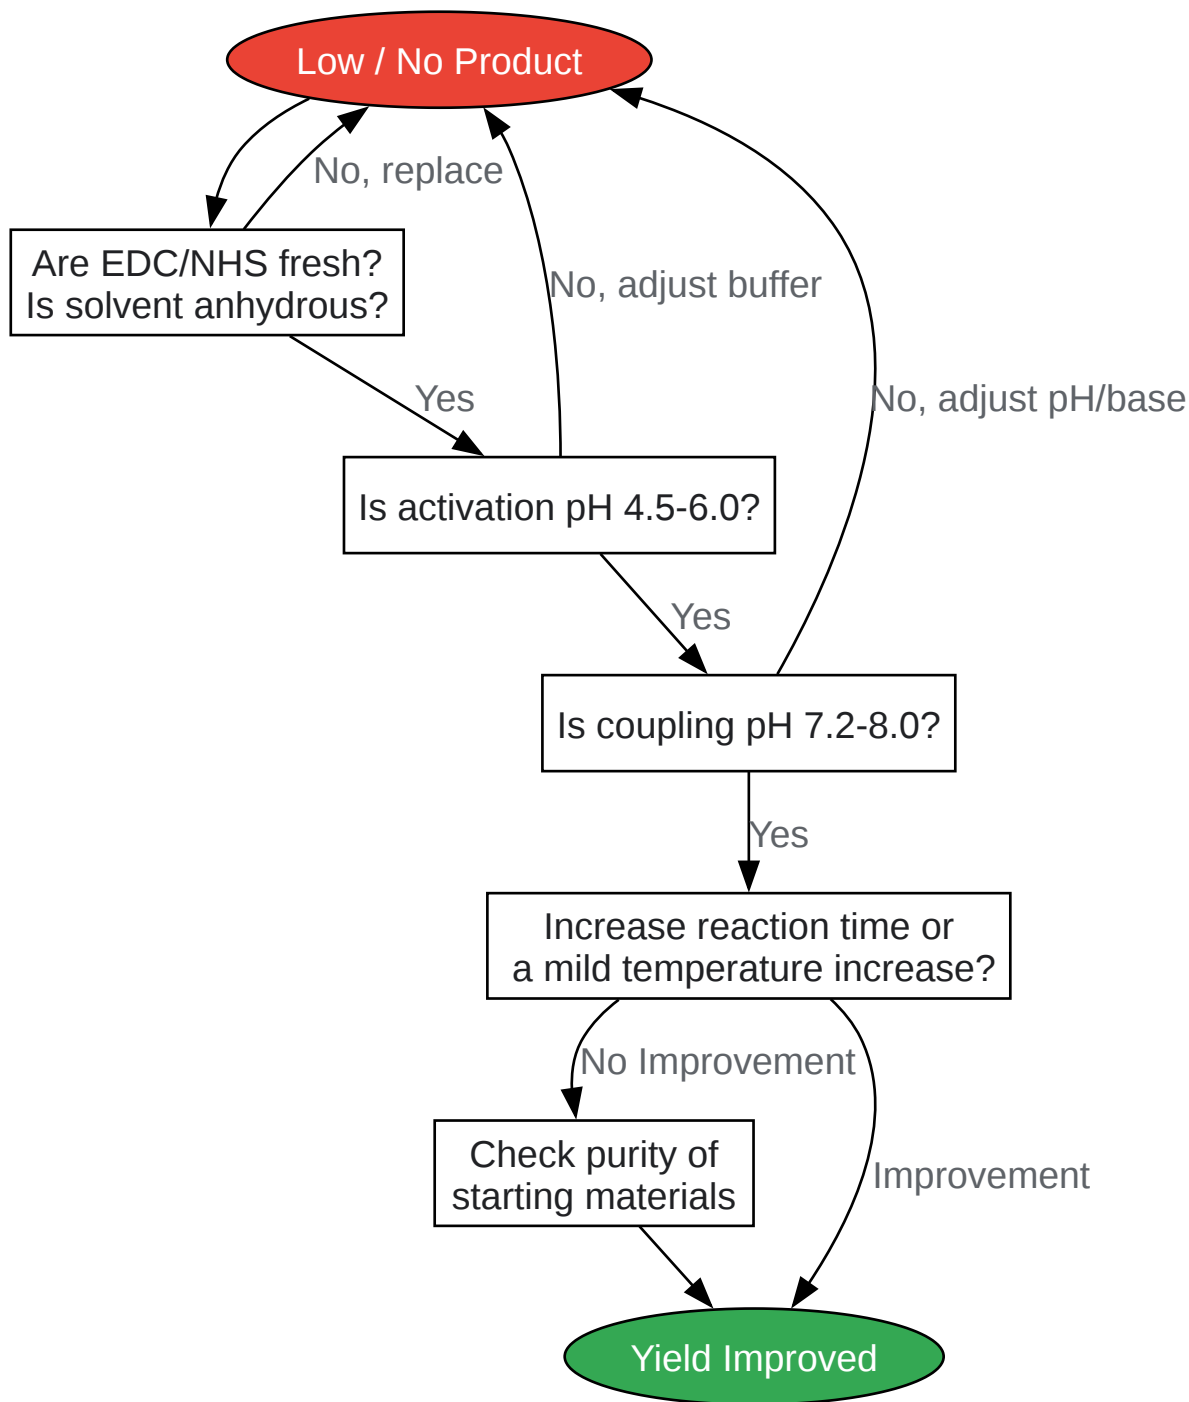 Low / No Product
No, replace
Are EDC/NHS fresh?
Is solvent anhydrous?
No, adjust buffer
Yes
No, adjust pH/base
Is activation pH 4.5-6.0?
Yes
Is coupling pH 7.2-8.0?
Yes
Increase reaction time or
a mild temperature increase?
No Improvement
Check purity of
starting materials
Improvement
Yield Improved